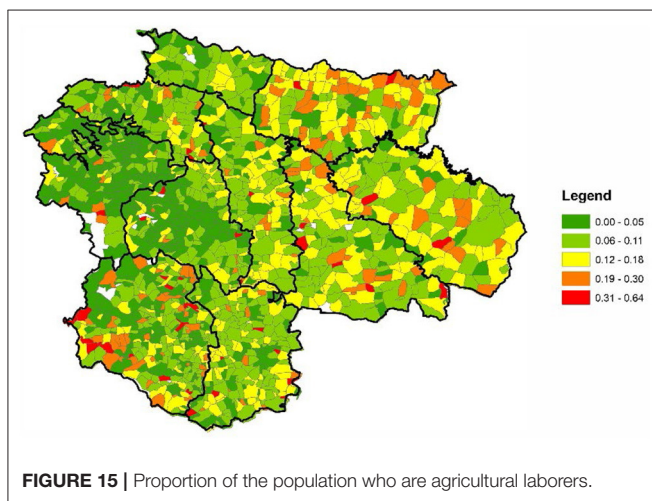 Legend
0.00 - 0.05
0.06 - 0.11
0.12 - 0.18
0.19 - 0.30
0.31 - 0.64
FIGURE 15 | Proportion of the population who are agricultural laborers.